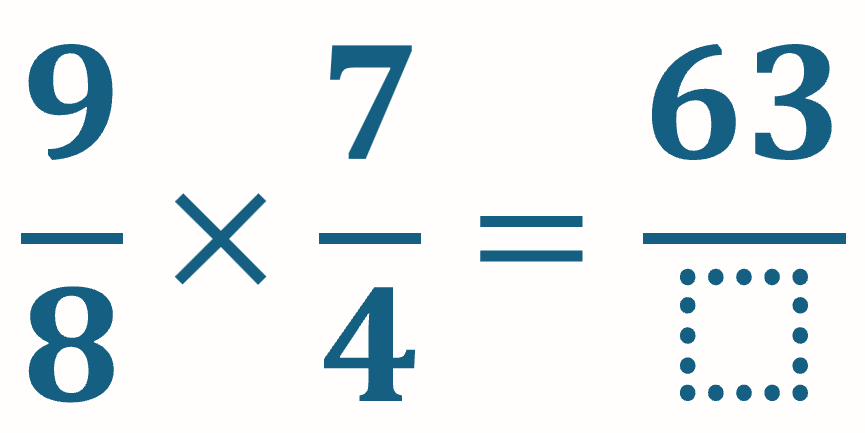 9/8 × 7/4 = 63/□